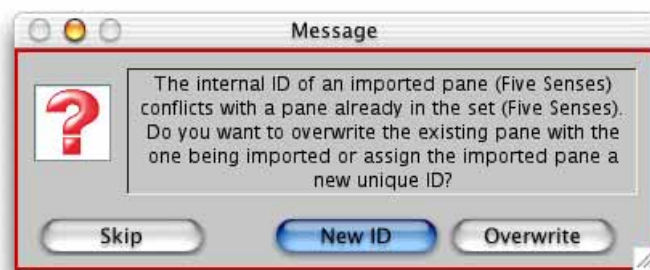 Message
The internal ID of an imported pane (Five Senses)
conflicts with a pane already in the set (Five Senses).
Do you want to overwrite the existing pane with the
one being imported or assign the imported pane a
new unique ID?
Skip
New ID
Overwrite